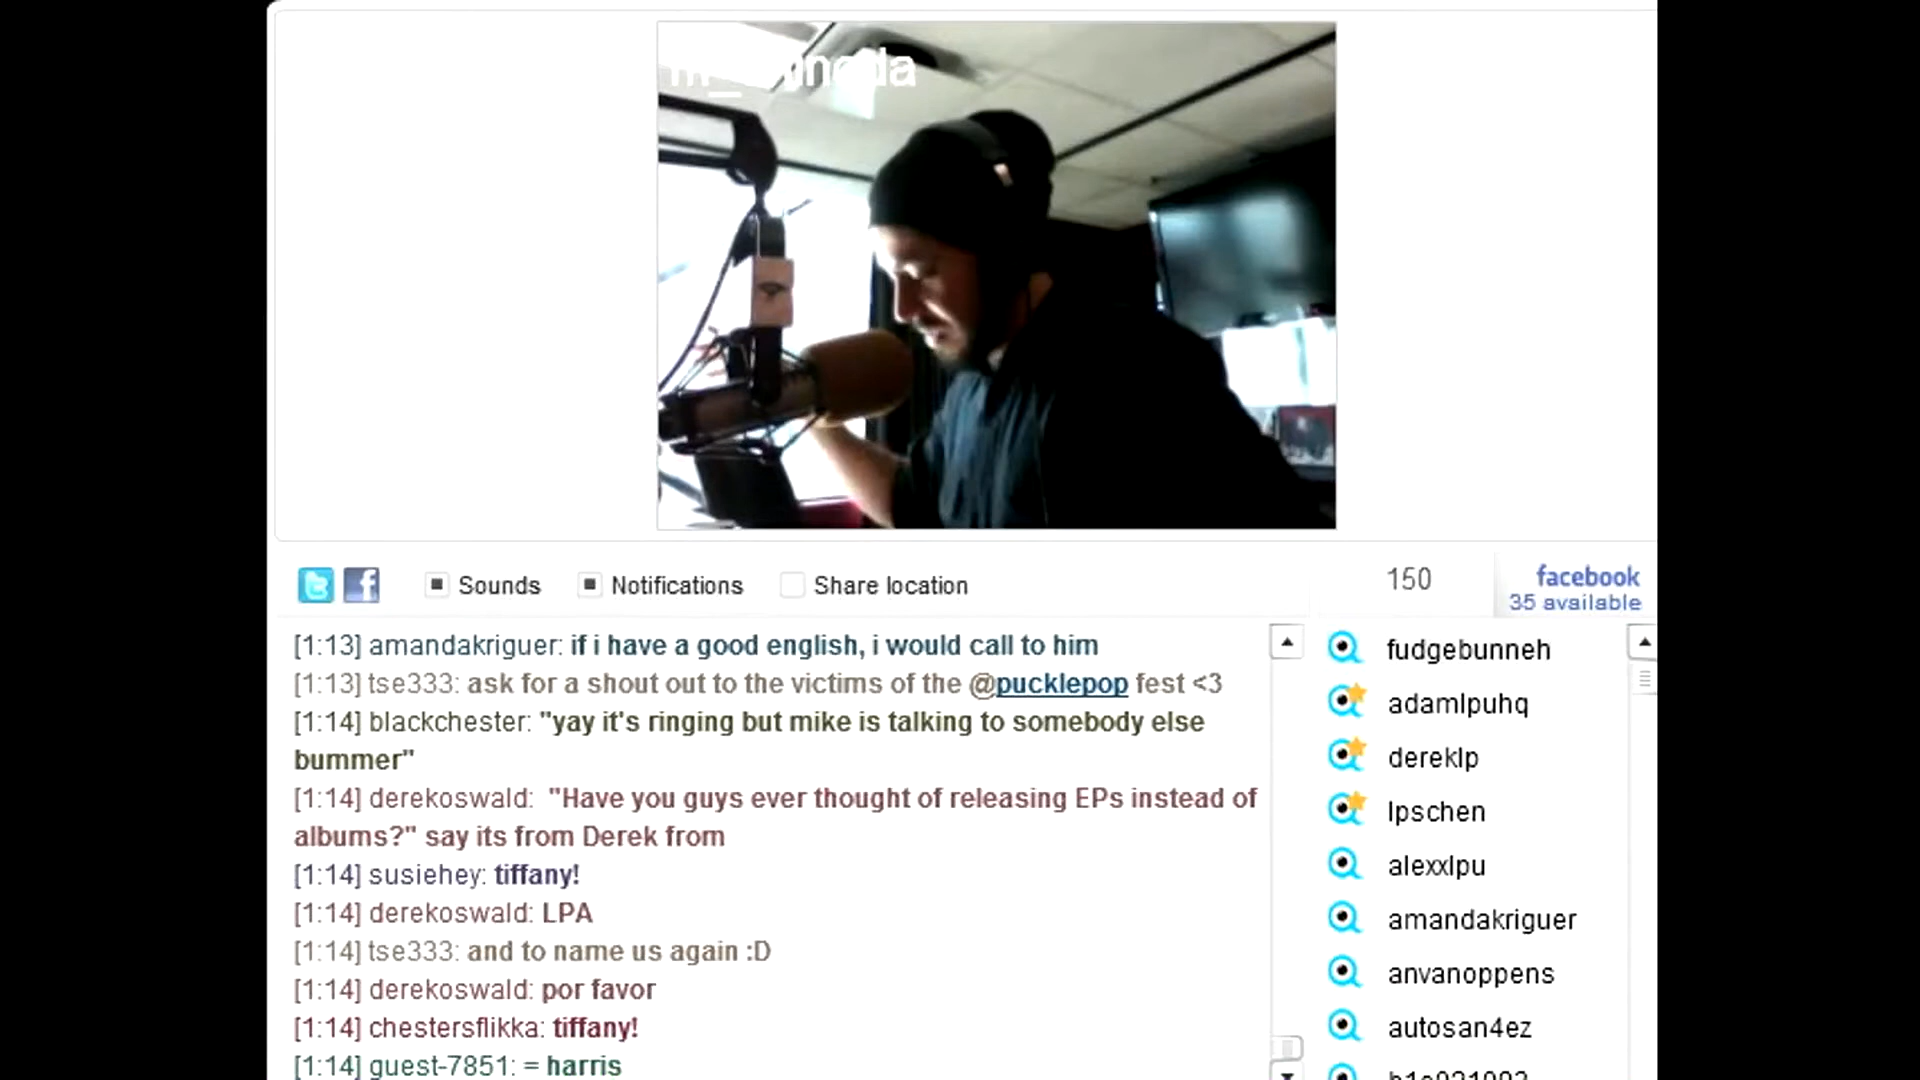 Sounds
Notifications
Share location
150
facebook
35 available
[1:13] amandakriguer: if i have a good english, i would call to him
[1:13] tse333: ask for a shout out to the victims of the @pucklepop fest <3
[1:14] blackchester: "yay it's ringing but mike is talking to somebody else
bummer"
[1:14] derekoswald: "Have you guys ever thought of releasing EPs instead of
albums?" say its from Derek from
[1:14] susiehey: tiffany!
[1:14] derekoswald: LPA
[1:14] tse333: and to name us again :D
[1:14] derekoswald: por favor
[1:14] chestersflikka: tiffany!
[1:14] guest-7851: = harris
fudgebunneh
adamlpuhq
dereklp
lpschen
alexxlpu
amandakriguer
anvanoppens
autosan4ez